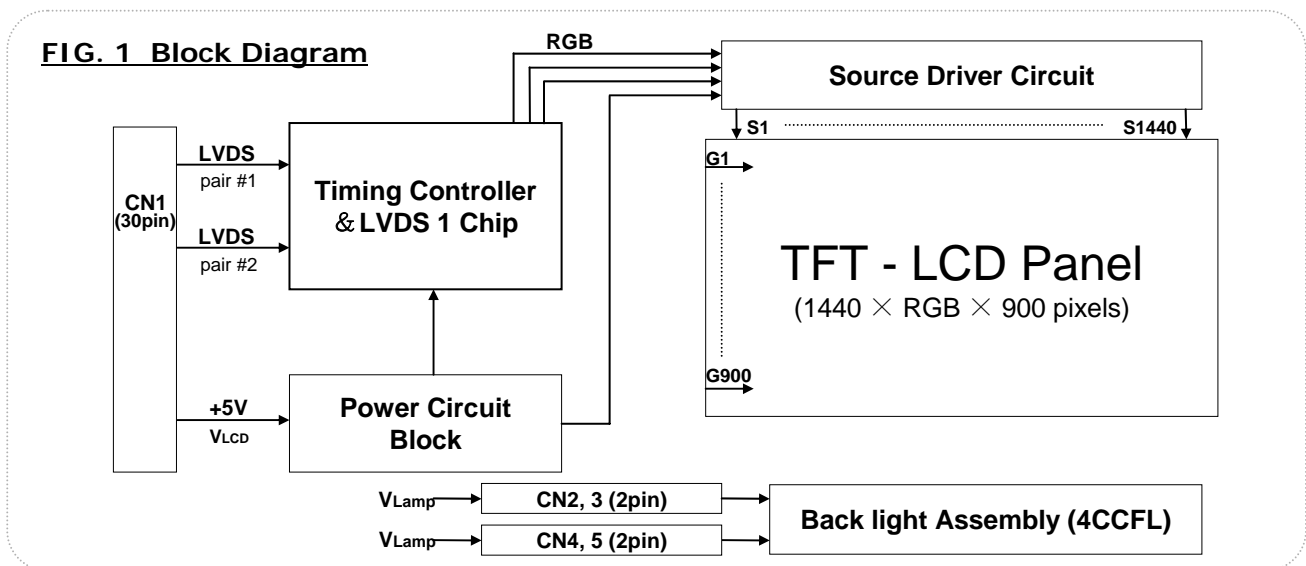 FIG. 1 Block Diagram
RGB
Source Driver Circuit
S1
S1440
CN1
(30pin)
LVDS
pair #1
LVDS
pair #2
Timing Controller
& LVDS 1 Chip
G1
TFT - LCD Panel
(1440 × RGB × 900 pixels)
G900
+5V
VLCD
Power Circuit
Block
VLamp
CN2, 3 (2pin)
VLamp
CN4, 5 (2pin)
Back light Assembly (4CCFL)